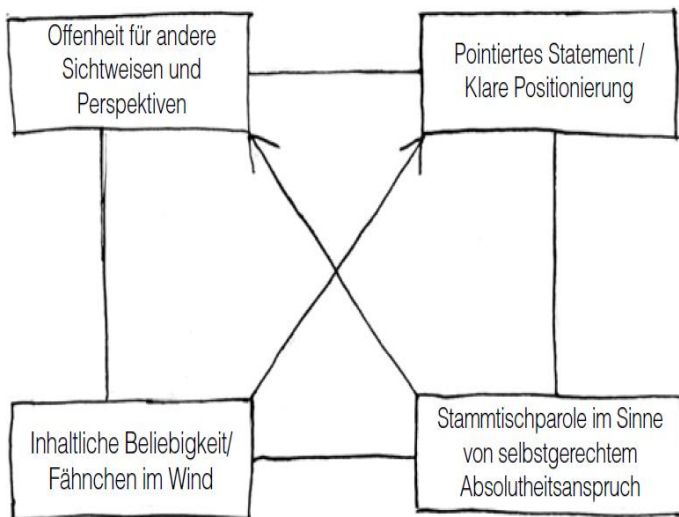 Offenheit für andere
Sichtweisen und
Perspektiven
Pointiertes Statement /
Klare Positionierung
Inhaltliche Beliebigkeit/
Fähnchen im Wind
Stammtischparole im Sinne
von selbstgerechtem
Absolutheitsanspruch